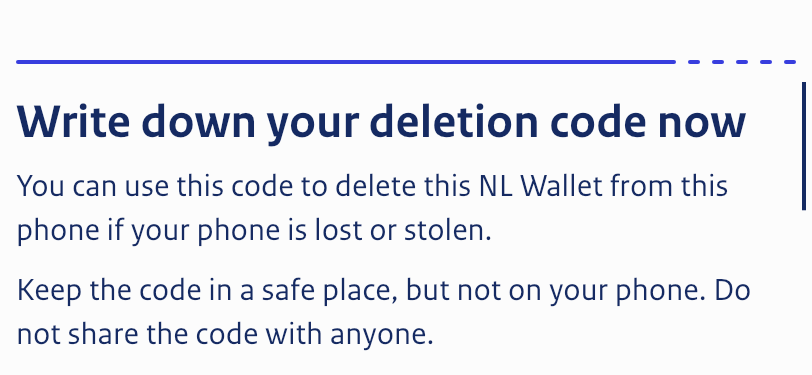 Write down your deletion code now
You can use this code to delete this NL Wallet from this
phone if your phone is lost or stolen.
Keep the code in a safe place, but not on your phone. Do
not share the code with anyone.